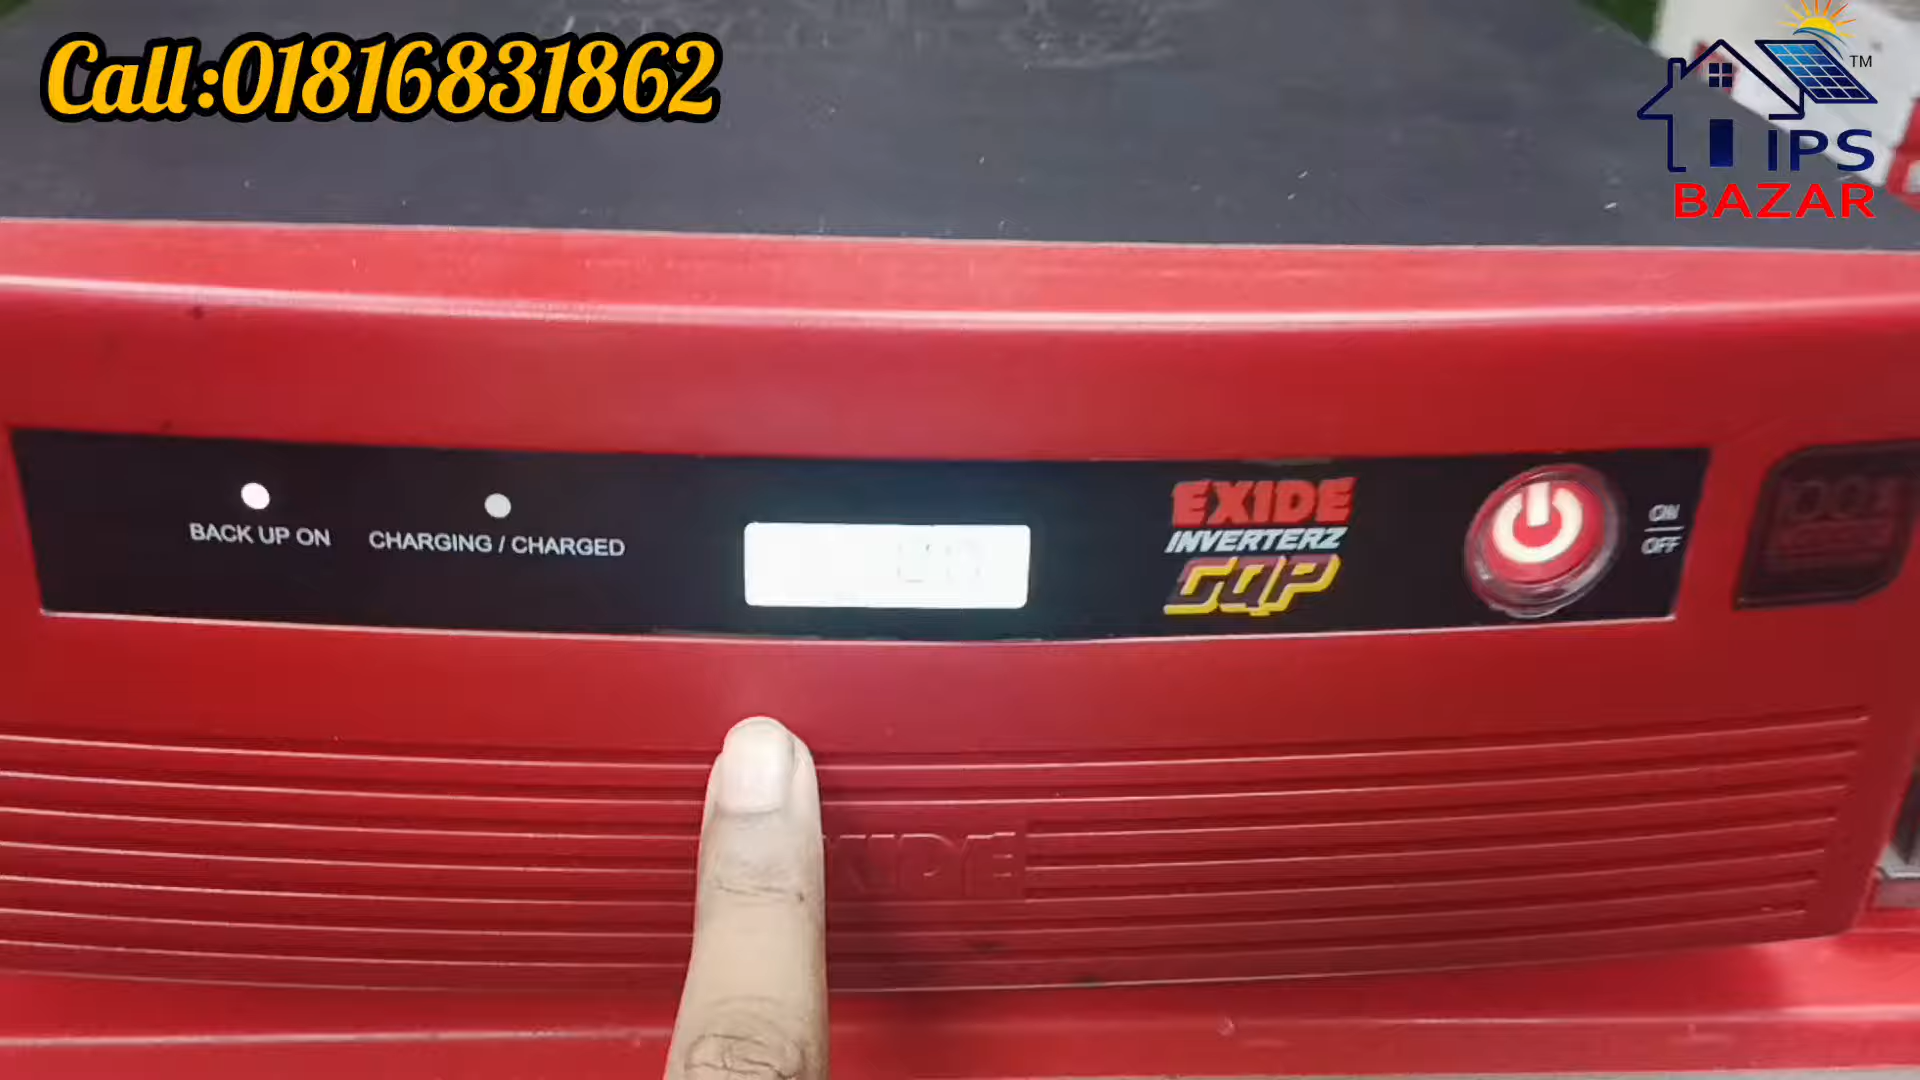 Call:01816831862
TM
IPS
BAZAR
BACK UP ON
CHARGING / CHARGED
EXIDE
INVERTERZ
GQP
ON
OFF